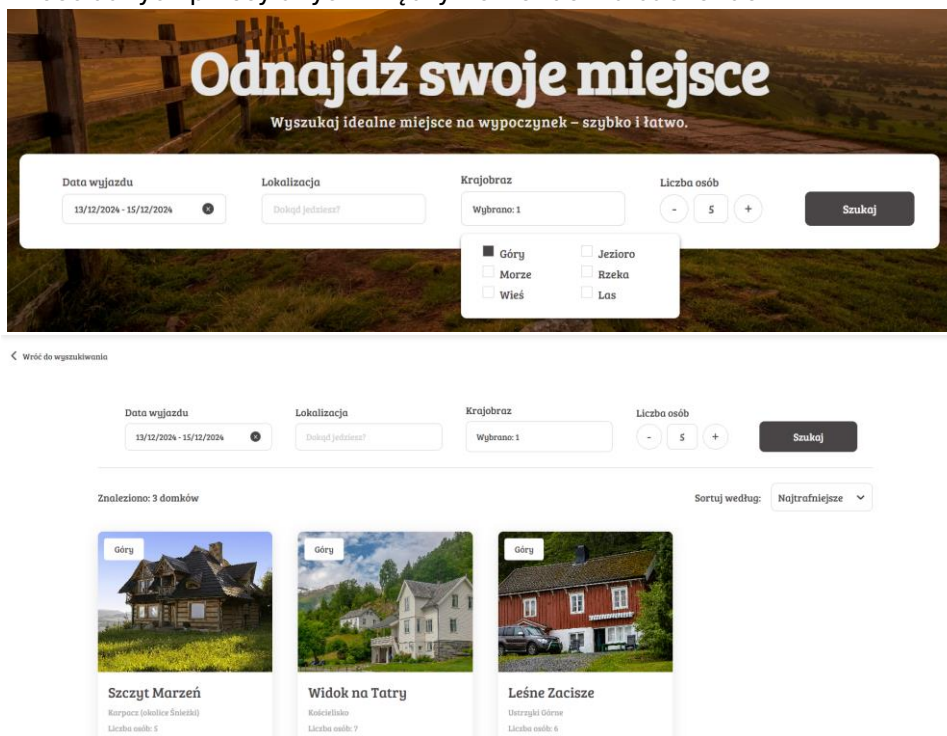 Odnajdź swoje miejsce
Wyszukaj idealne miejsce na wypoczynek – szybko i łatwo.
Data wyjazdu Lokalizacja Krajobraz Liczba osób
13/12/2024 - 15/12/2024 Dokąd jedziesz? Wybrano: 1 - 5 + Szukaj
Góry Jezioro
Morze Rzeka
Wieś Las
Wróć do wyszukiwania
Data wyjazdu Lokalizacja Krajobraz Liczba osób
13/12/2024 - 15/12/2024 Dokąd jedziesz? Wybrano: 1 - 5 + Szukaj
Znaleziono: 3 domków Sortuj według: Najtrafniejsze
Góry Góry Góry
Szczyt Marzeń Widok na Tatry Leśne Zacisze
Karpacz (okolice Śnieżki) Kościelisko Ustrzyki Górne
Liczba osób: 5 Liczba osób: 7 Liczba osób: 6